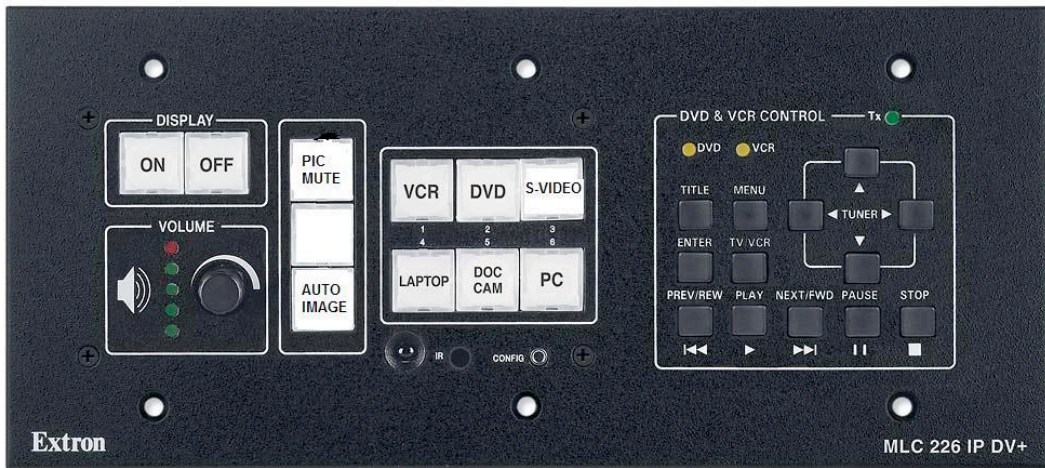 DISPLAY
ON OFF
VOLUME
PIC
MUTE
AUTO
IMAGE
VCR DVD S-VIDEO
1 2 3
4 5 6
LAPTOP DOC
CAM PC
IR CONFIG
DVD & VCR CONTROL Tx
DVD VCR
TITLE MENU
TUNER
ENTER TV/VCR
PREV/REW PLAY NEXT/FWD PAUSE STOP
Extron
MLC 226 IP DV+